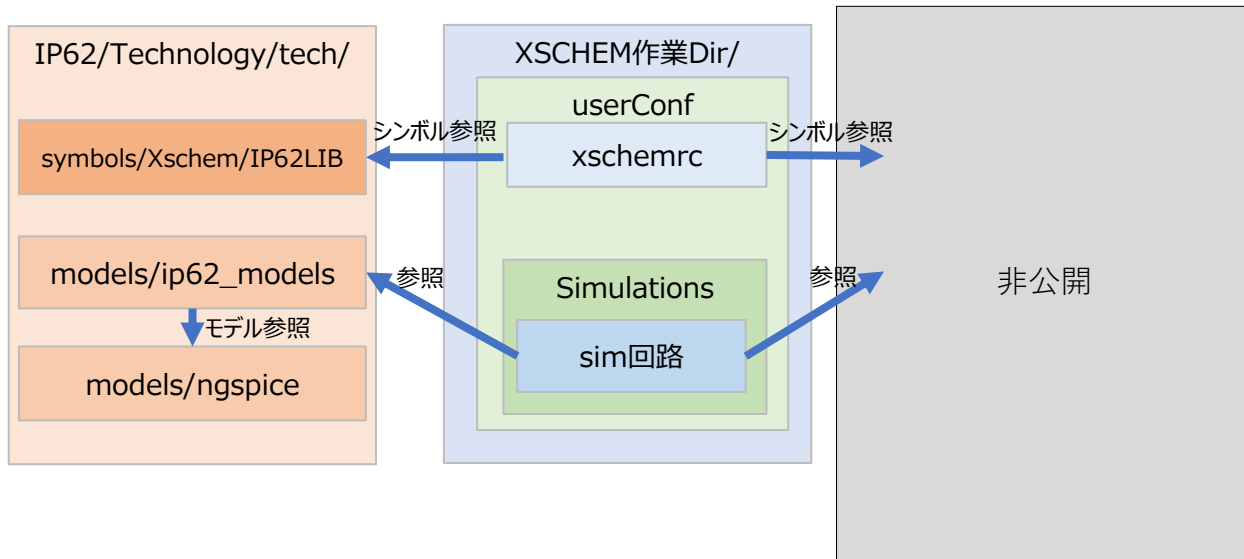 IP62/Technology/tech/
symbols/Xschem/IP62LIB
models/ip62_models
モデル参照
models/ngspice
シンボル参照
参照
XSCHEM作業Dir/
userConf
xschemrc
Simulations
sim回路
シンボル参照
参照
非公開